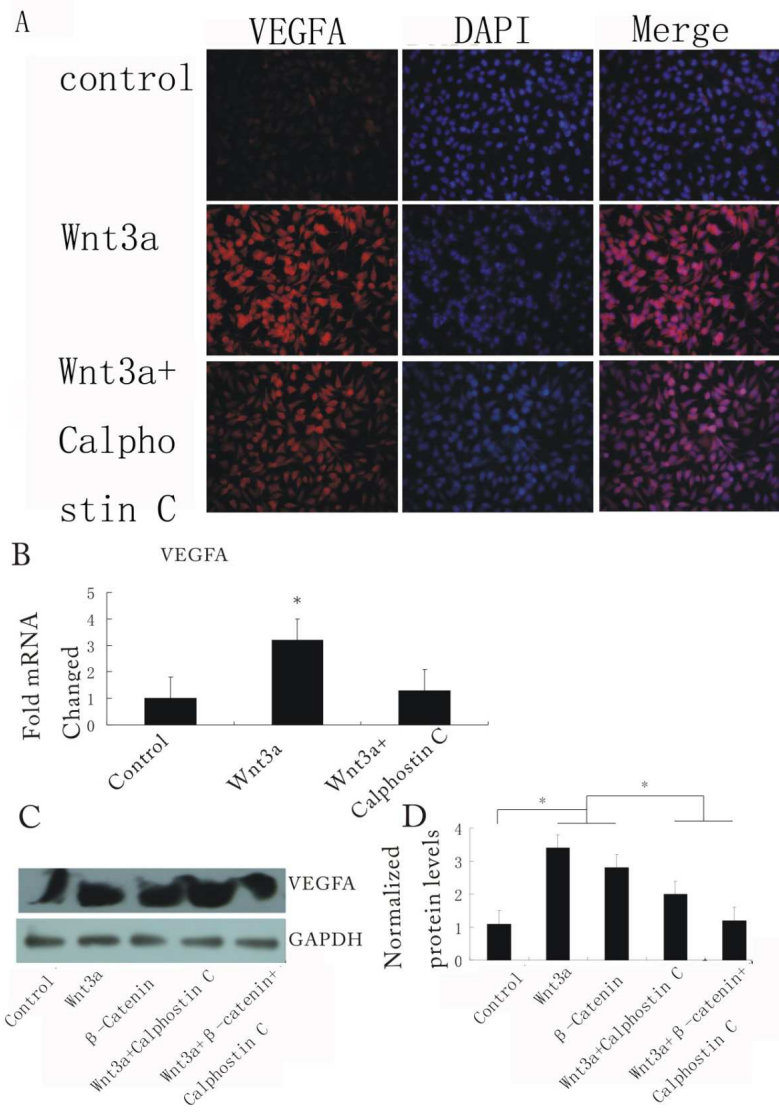 A
VEGFA DAPI Merge
control
Wnt3a
Wnt3a+
Calpho
stin C
B
VEGFA
Fold mRNA
Changed
5
4
3
2
1
0
*
Control
Wnt3a
Wnt3a+
Calphostin C
C
VEGFA
GAPDH
Control
Wnt3a
β-Catenin
Wnt3a+Calphostin C
Wnt3a+β-catenin+
Calphostin C
D
* *
Normalized
protein levels
4
3
2
1
0
Control
Wnt3a
β-Catenin
Wnt3a+Calphostin C
Wnt3a+β-catenin+
Calphostin C